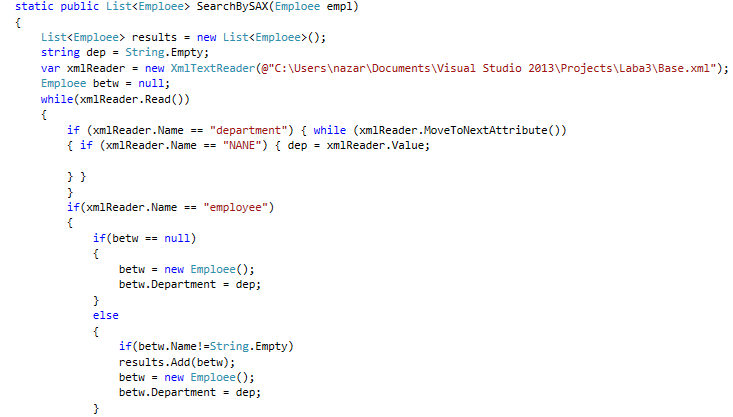 static public List<Emploee> SearchBySAX(Emploee empl)
{
List<Emploee> results = new List<Emploee>();
string dep = String.Empty;
var xmlReader = new XmlTextReader(@"C:\Users\nazar\Documents\Visual Studio 2013\Projects\Laba3\Base.xml");
Emploee betw = null;
while(xmlReader.Read())
{
if (xmlReader.Name == "department") { while (xmlReader.MoveToNextAttribute())
{ if (xmlReader.Name == "NANE") { dep = xmlReader.Value;
} }
}
if(xmlReader.Name == "employee")
{
if(betw == null)
{
betw = new Emploee();
betw.Department = dep;
}
else
{
if(betw.Name!=String.Empty)
results.Add(betw);
betw = new Emploee();
betw.Department = dep;
}